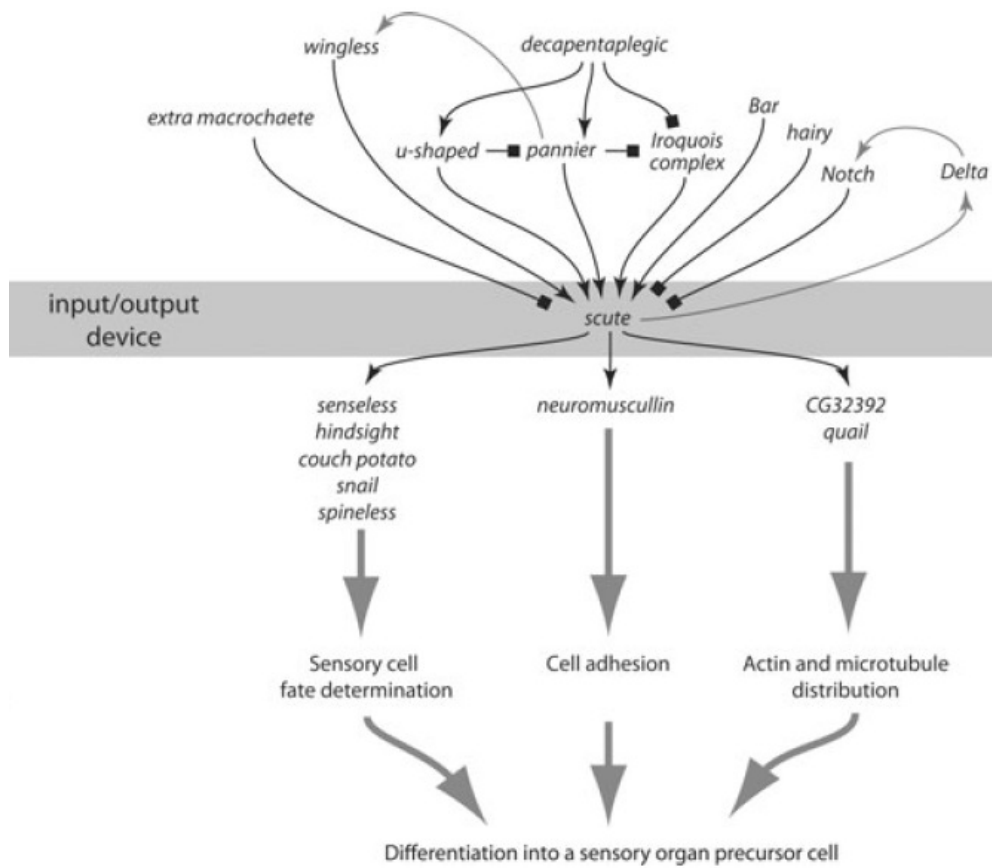 wingless
decapentaplegic
extra macrochaete
Bar
hairy
u-shaped
pannier
Iroquois
complex
Notch
Delta
input/output
device
scute
senseless
hindsight
couch potato
snail
spineless
neuromuscullin
CG32392
quail
Sensory cell
fate determination
Cell adhesion
Actin and microtubule
distribution
Differentiation into a sensory organ precursor cell